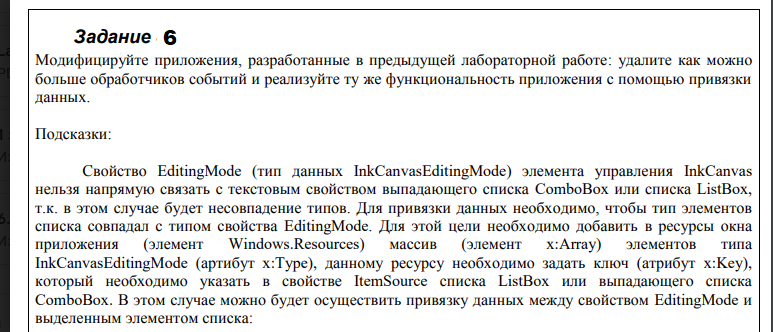 Задание 6
Модифицируйте приложения, разработанные в предыдущей лабораторной работе: удалите как можно
больше обработчиков событий и реализуйте ту же функциональность приложения с помощью привязки
данных.
Подсказки:
Свойство EditingMode (тип данных InkCanvasEditingMode) элемента управления InkCanvas
нельзя напрямую связать с текстовым свойством выпадающего списка ComboBox или списка ListBox,
т.к. в этом случае будет несовпадение типов. Для привязки данных необходимо, чтобы тип элементов
списка совпадал с типом свойства EditingMode. Для этой цели необходимо добавить в ресурсы окна
приложения (элемент Windows.Resources) массив (элемент x:Array) элементов типа
InkCanvasEditingMode (артибут x:Type), данному ресурсу необходимо задать ключ (атрибут x:Key),
который необходимо указать в свойстве ItemSource списка ListBox или выпадающего списка
ComboBox. В этом случае можно будет осуществить привязку данных между свойством EditingMode и
выделенным элементом списка: